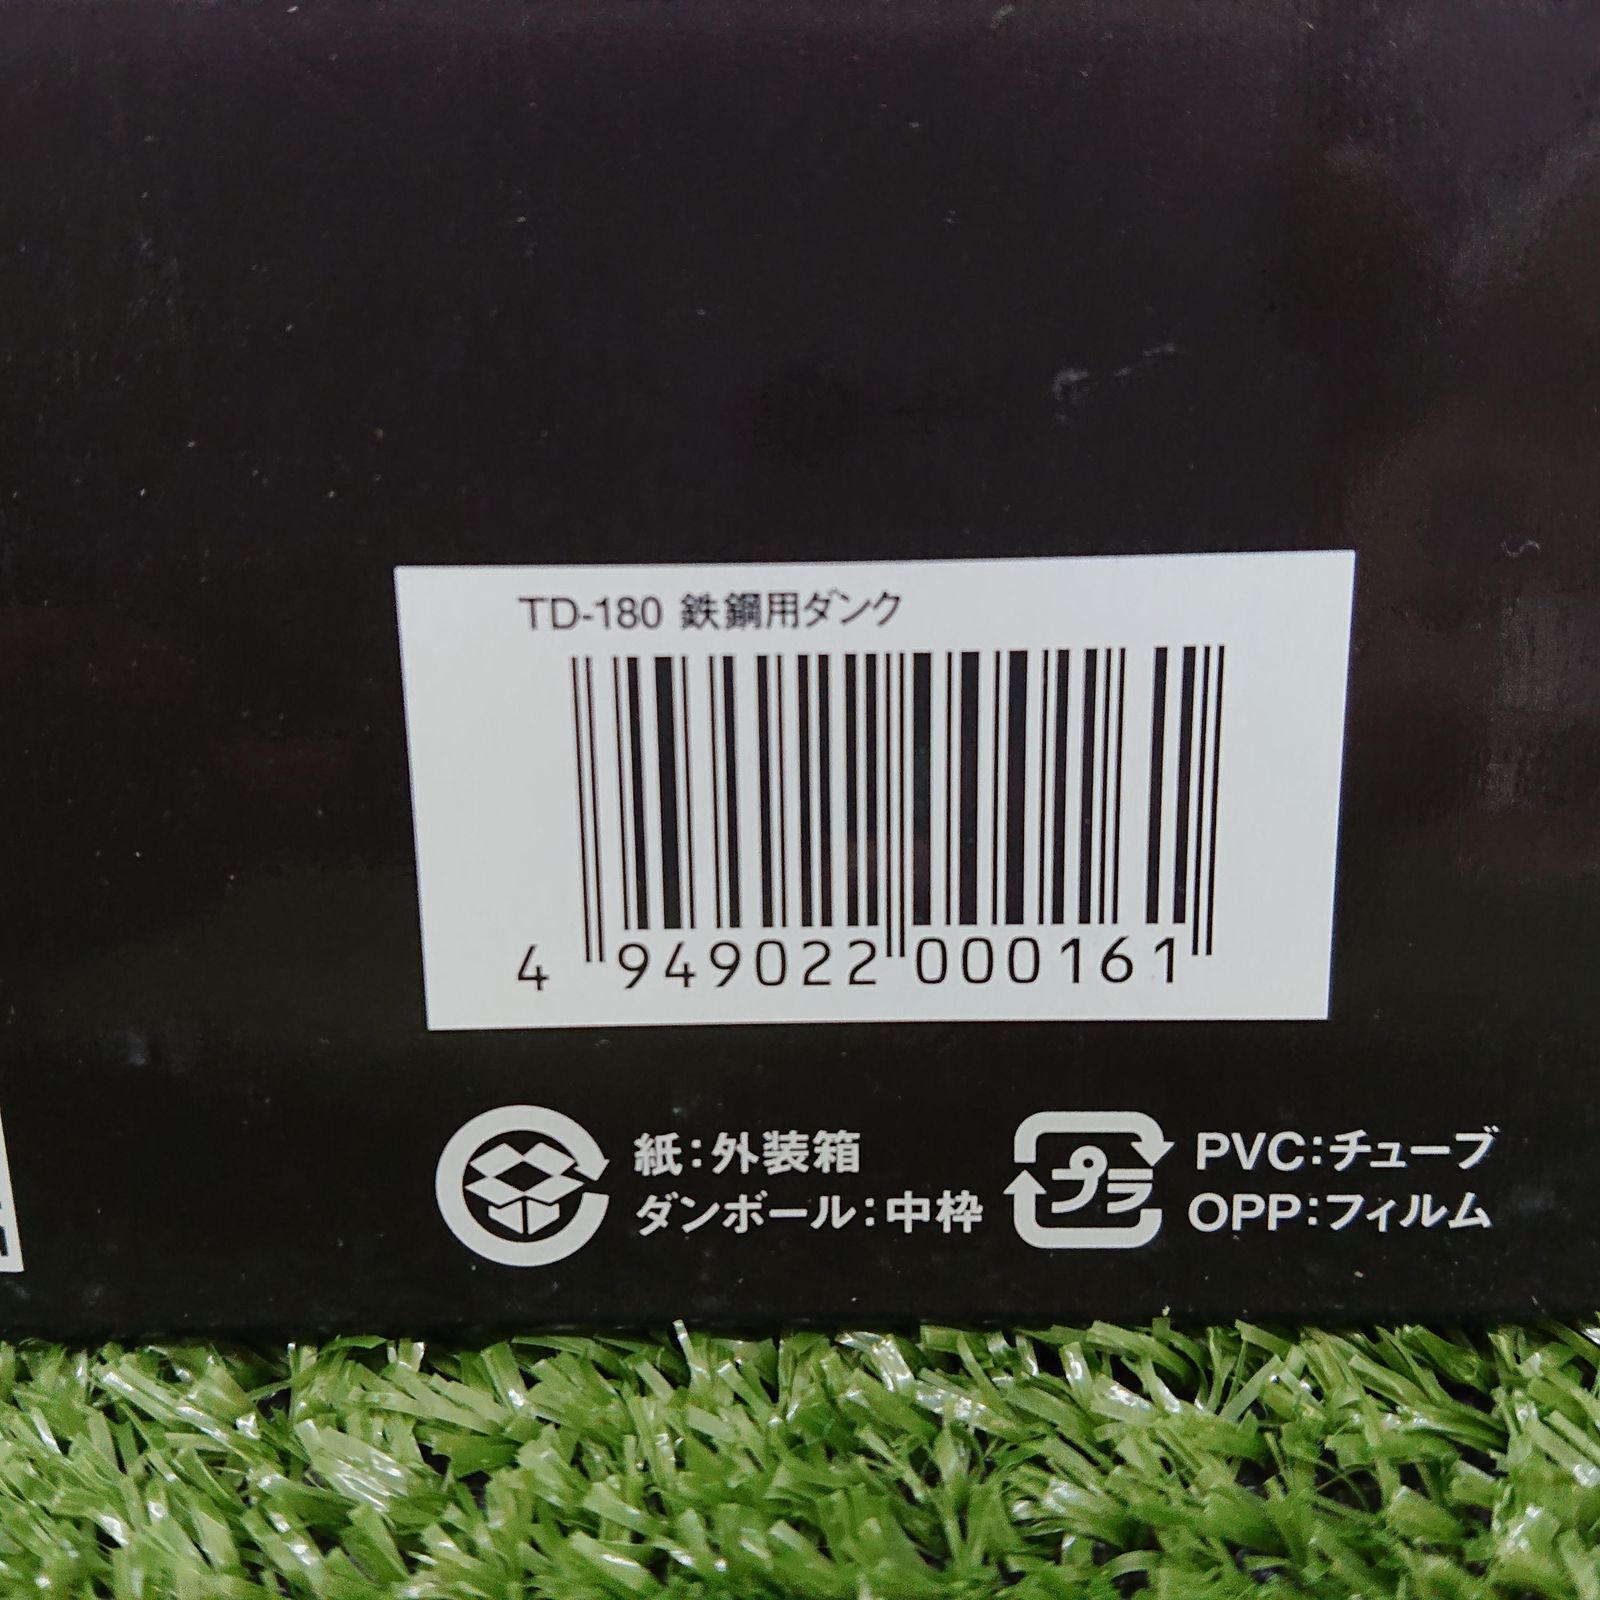 TD-180 鉄鋼用ダンク
4 949022 000161
紙:外装箱
ダンボール:中枠
プラ
PVC:チューブ
OPP:フィルム